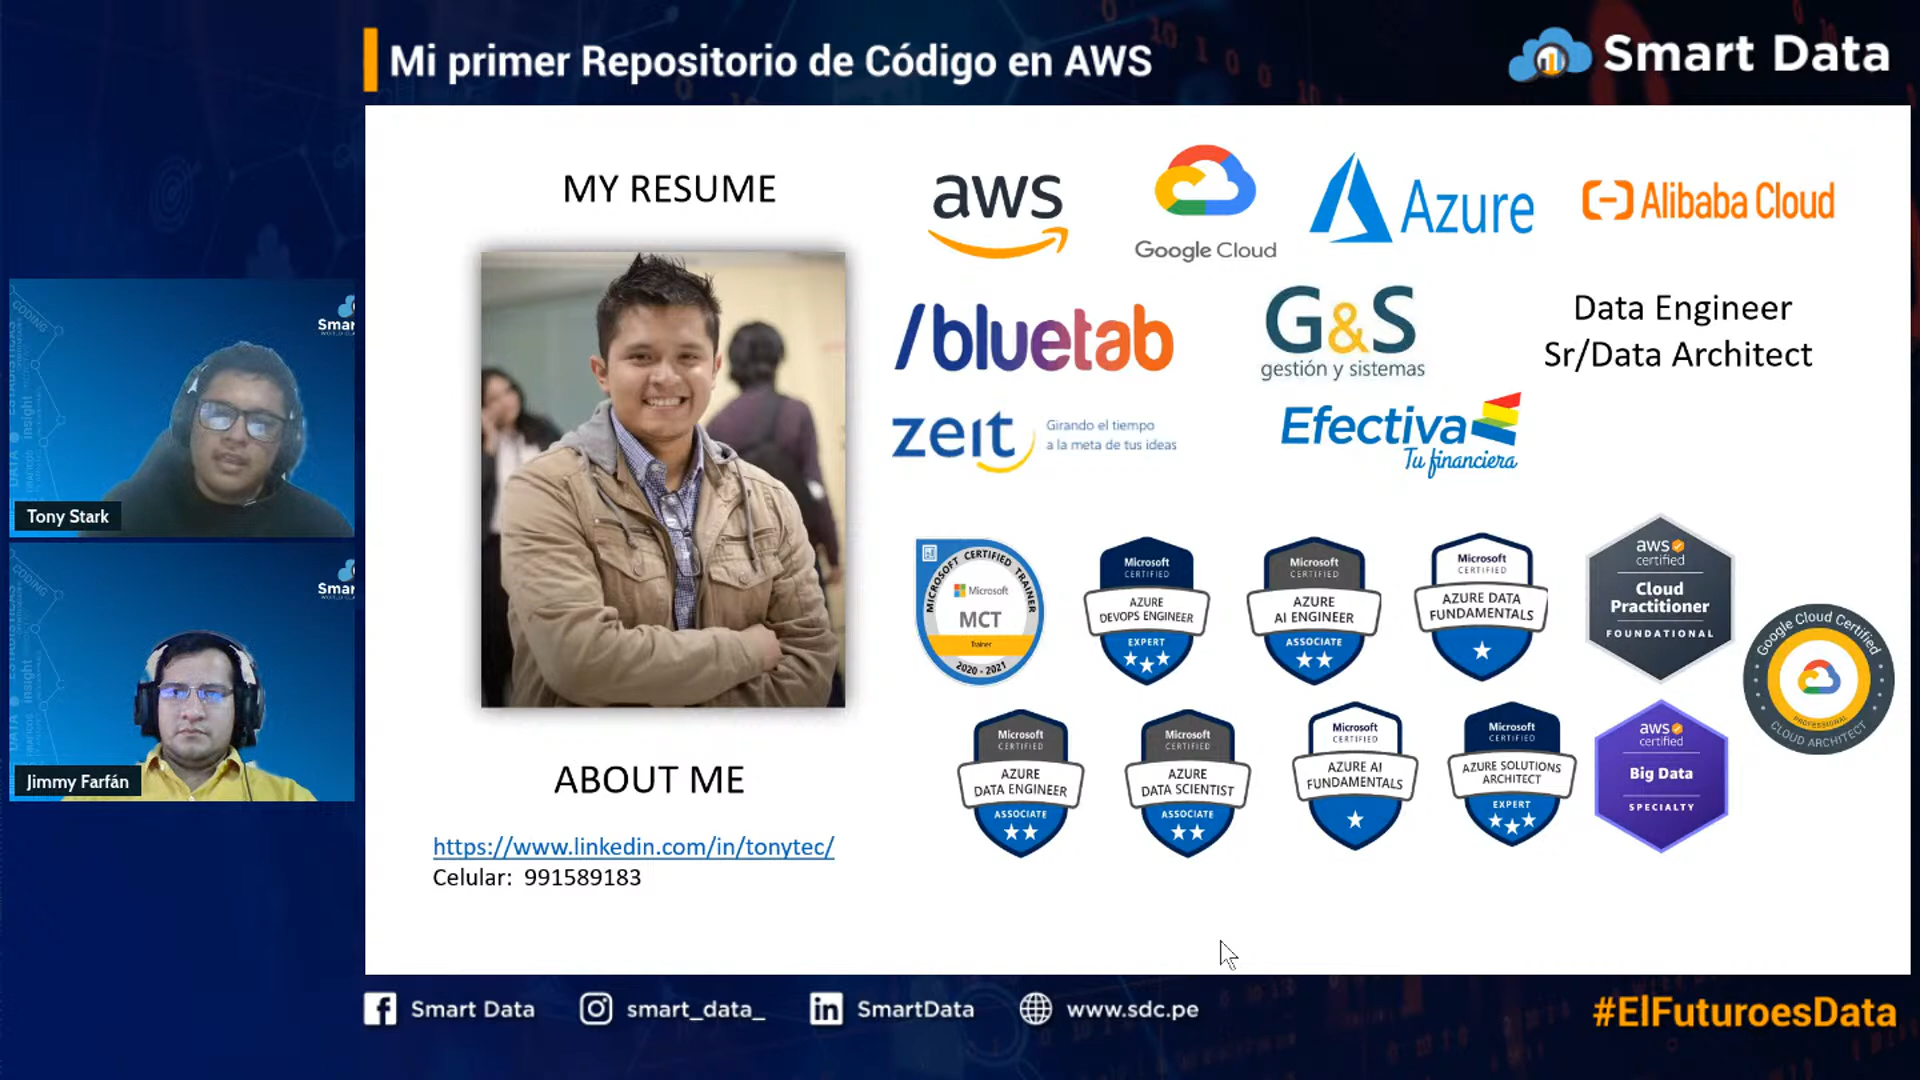 Mi primer Repositorio de Código en AWS
Smart Data
MY RESUME
aws
Google Cloud
Azure
Alibaba Cloud
/bluetab
G&S
gestión y sistemas
Data Engineer
Sr/Data Architect
zeit
Girando el tiempo
a la meta de tus ideas
Efectiva
Tu financiera
Smar
Tony Stark
Smar
Jimmy Farfán
MICROSOFT CERTIFIED TRAINER
Microsoft
MCT
Trainer
2020 - 2021
Microsoft
CERTIFIED
AZURE
DEVOPS ENGINEER
EXPERT
Microsoft
CERTIFIED
AZURE
AI ENGINEER
ASSOCIATE
Microsoft
CERTIFIED
AZURE DATA
FUNDAMENTALS
aws
certified
Cloud
Practitioner
FOUNDATIONAL
Google Cloud Certified
PROFESSIONAL
CLOUD ARCHITECT
Microsoft
CERTIFIED
AZURE
DATA ENGINEER
ASSOCIATE
Microsoft
CERTIFIED
AZURE
DATA SCIENTIST
ASSOCIATE
Microsoft
CERTIFIED
AZURE AI
FUNDAMENTALS
Microsoft
CERTIFIED
AZURE SOLUTIONS
ARCHITECT
EXPERT
aws
certified
Big Data
SPECIALTY
ABOUT ME
https://www.linkedin.com/in/tonytec/
Celular: 991589183
Smart Data
smart_data_
SmartData
www.sdc.pe
#ElFuturoesData